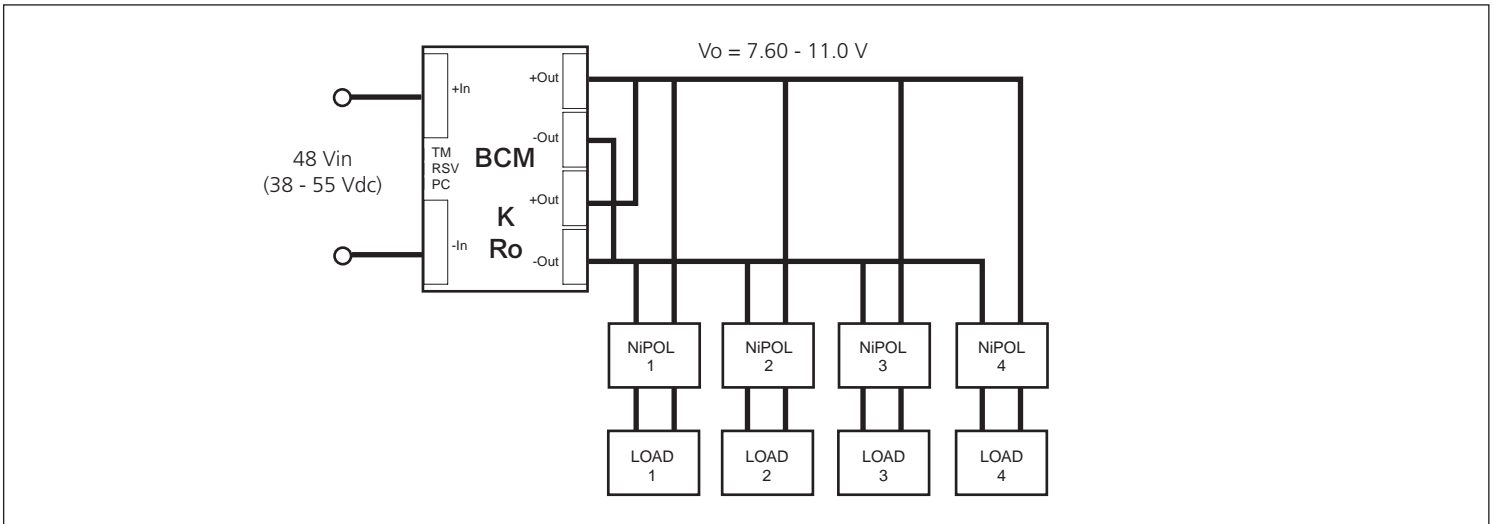 Vo = 7.60 - 11.0 V
+In
+Out
-Out
TM
RSV
PC
BCM
48 Vin
(38 - 55 Vdc)
+Out
K
Ro
-In
-Out
NiPOL
1
NiPOL
2
NiPOL
3
NiPOL
4
LOAD
1
LOAD
2
LOAD
3
LOAD
4